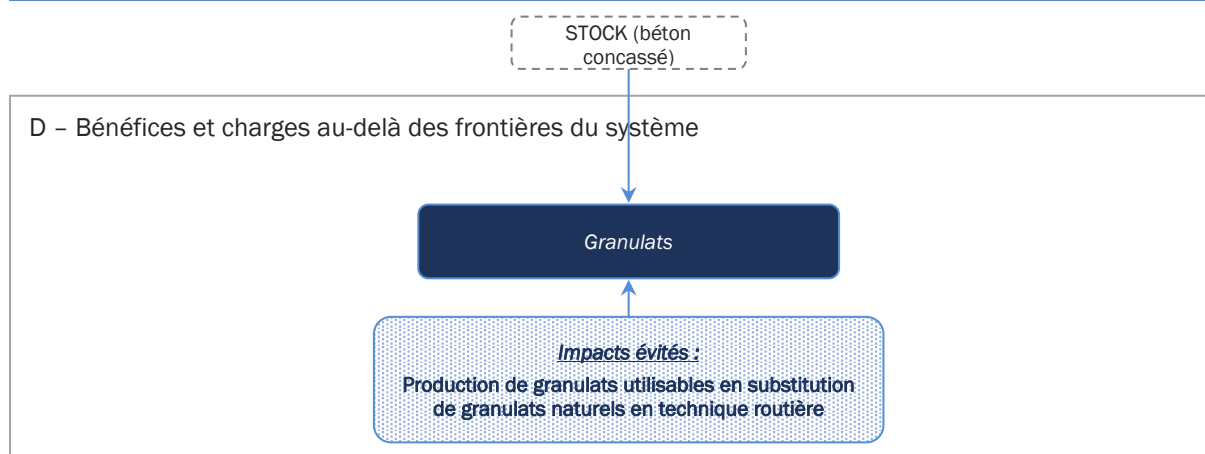 STOCK (béton
concassé)
D – Bénéfices et charges au-delà des frontières du système
Granulats
Impacts évités :
Production de granulats utilisables en substitution
de granulats naturels en technique routière